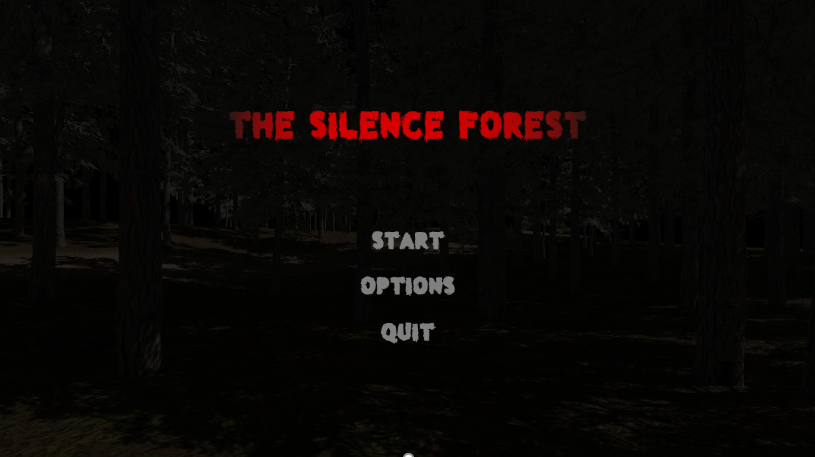 THE SILENCE FOREST
START
OPTIONS
QUIT